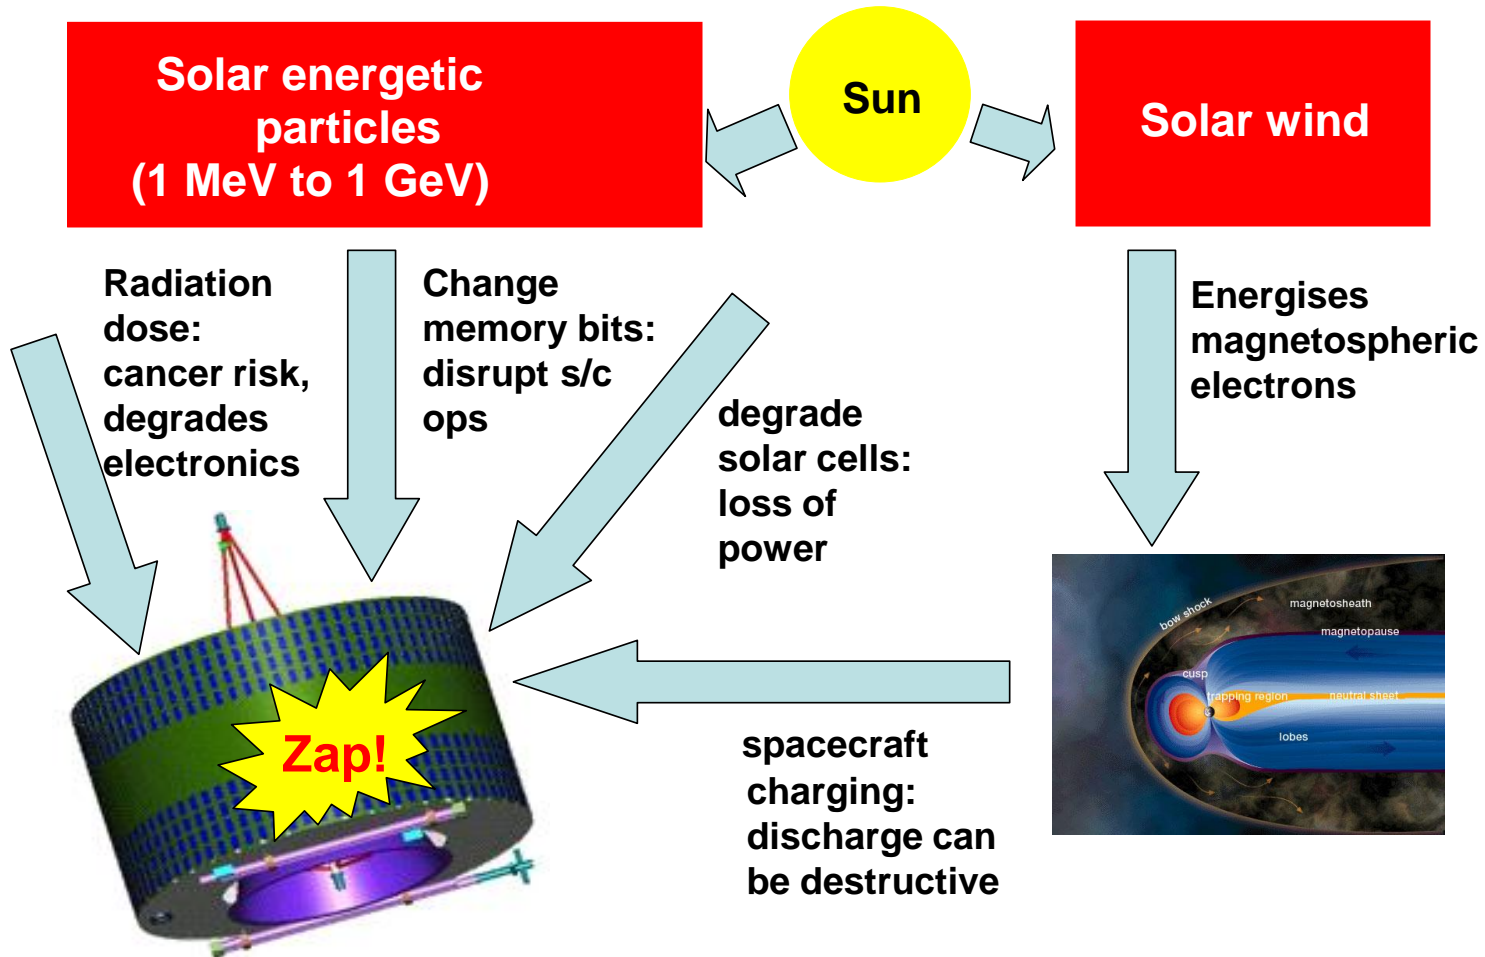 Solar energetic
particles
(1 MeV to 1 GeV)
Sun
Solar wind
Radiation
dose:
cancer risk,
degrades
electronics
Change
memory bits:
disrupt s/c
ops
degrade
solar cells:
loss of
power
Energises
magnetospheric
electrons
Zap!
spacecraft
charging:
discharge can
be destructive
bow shock
magnetosheath
magnetopause
cusp
trapping region
neutral sheet
lobes